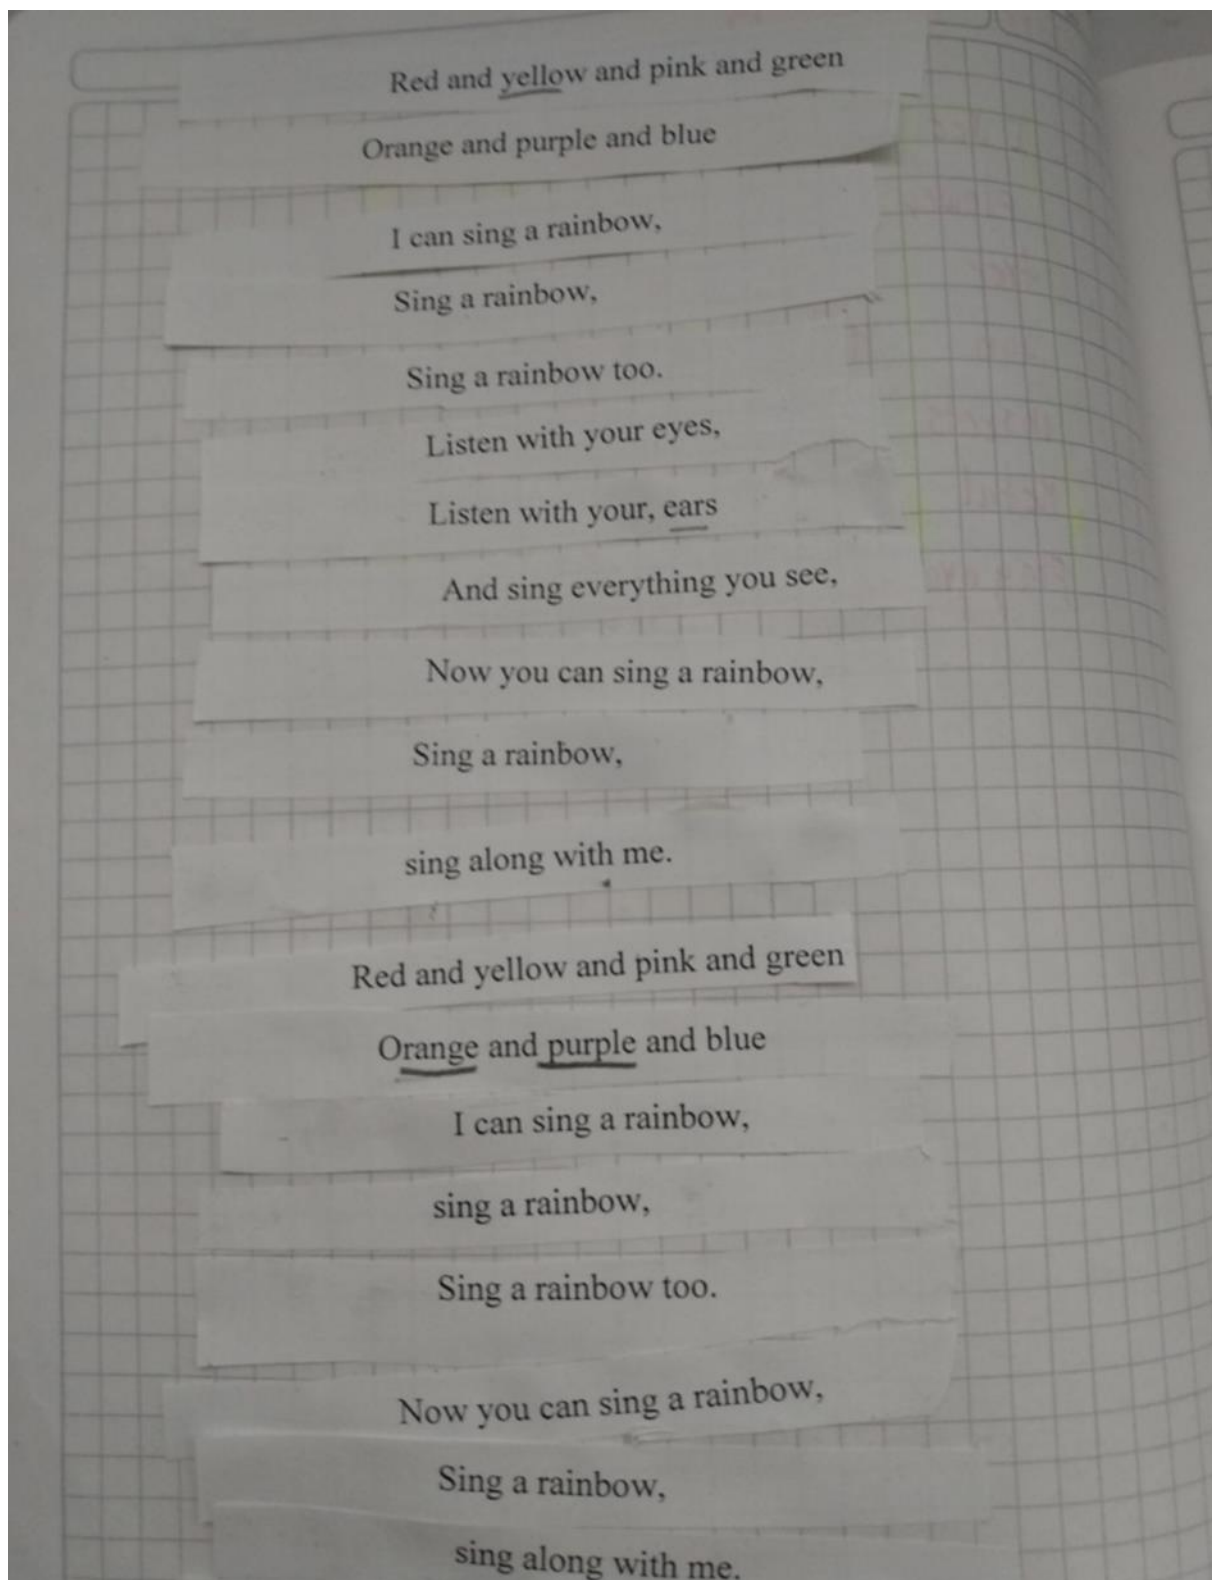 Red and yellow and pink and green
Orange and purple and blue
I can sing a rainbow,
Sing a rainbow,
Sing a rainbow too.
Listen with your eyes,
Listen with your, ears
And sing everything you see,
Now you can sing a rainbow,
Sing a rainbow,
sing along with me.
Red and yellow and pink and green
Orange and purple and blue
I can sing a rainbow,
sing a rainbow,
Sing a rainbow too.
Now you can sing a rainbow,
Sing a rainbow,
sing along with me.